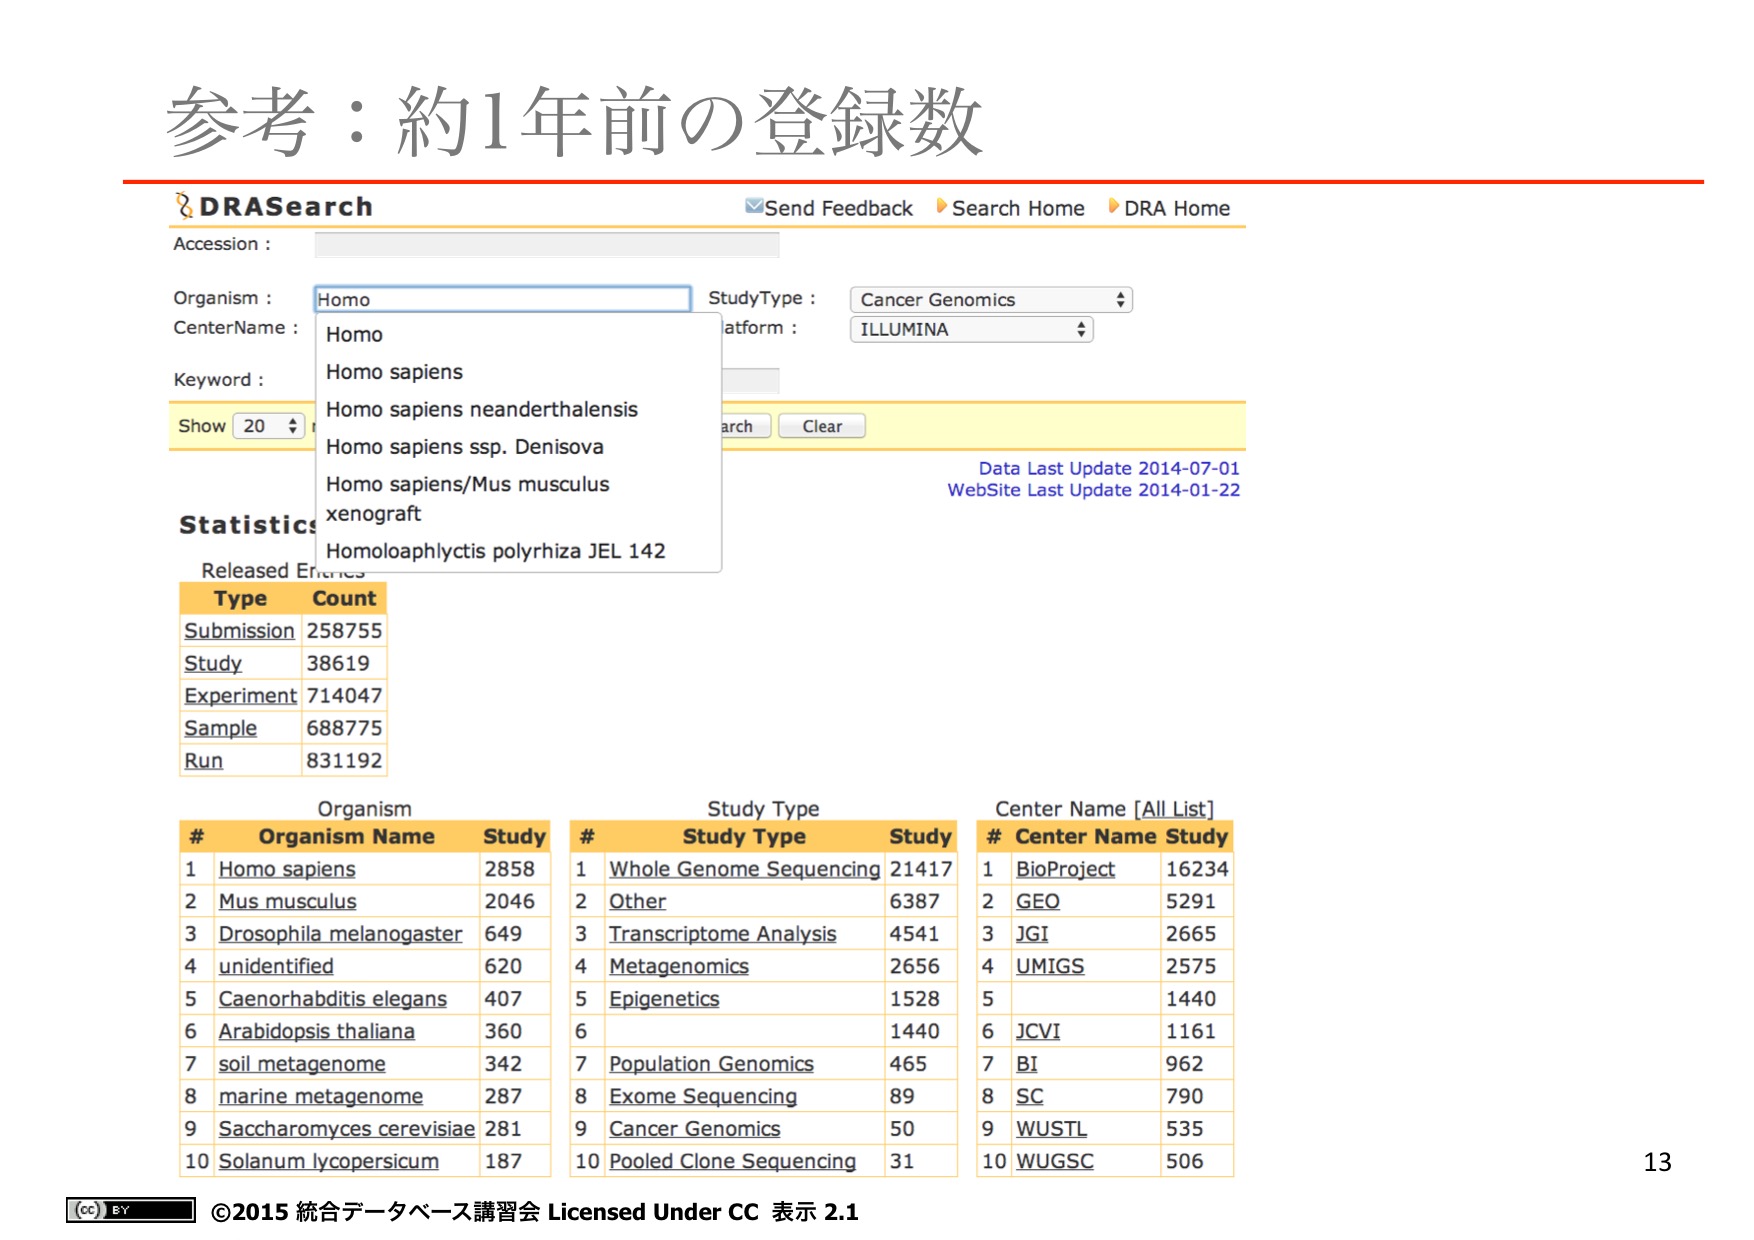 参考：約1年前の登録数
DRASearch
Send Feedback Search Home DRA Home
Accession :
Organism : Homo StudyType : Cancer Genomics
CenterName : Homo latform : ILLUMINA
Homo sapiens
Keyword :
Homo sapiens neanderthalensis
Show 20 arch Clear
Homo sapiens ssp. Denisova
Data Last Update 2014-07-01
Homo sapiens/Mus musculus
WebSite Last Update 2014-01-22
xenograft
Statistics
Homoloaphlyctis polyrhiza JEL 142
Released Entries
Type Count
Submission 258755
Study 38619
Experiment 714047
Sample 688775
Run 831192
Organism Study Type Center Name [All List]
# Organism Name Study # Study Type Study # Center Name Study
1 Homo sapiens 2858 1 Whole Genome Sequencing 21417 1 BioProject 16234
2 Mus musculus 2046 2 Other 6387 2 GEO 5291
3 Drosophila melanogaster 649 3 Transcriptome Analysis 4541 3 JGI 2665
4 unidentified 620 4 Metagenomics 2656 4 UMIGS 2575
5 Caenorhabditis elegans 407 5 Epigenetics 1528 5 1440
6 Arabidopsis thaliana 360 6 1440 6 JCVI 1161
7 soil metagenome 342 7 Population Genomics 465 7 BI 962
8 marine metagenome 287 8 Exome Sequencing 89 8 SC 790
9 Saccharomyces cerevisiae 281 9 Cancer Genomics 50 9 WUSTL 535
10 Solanum lycopersicum 187 10 Pooled Clone Sequencing 31 10 WUGSC 506
13
(cc) BY ©2015 統合データベース講習会 Licensed Under CC 表示 2.1